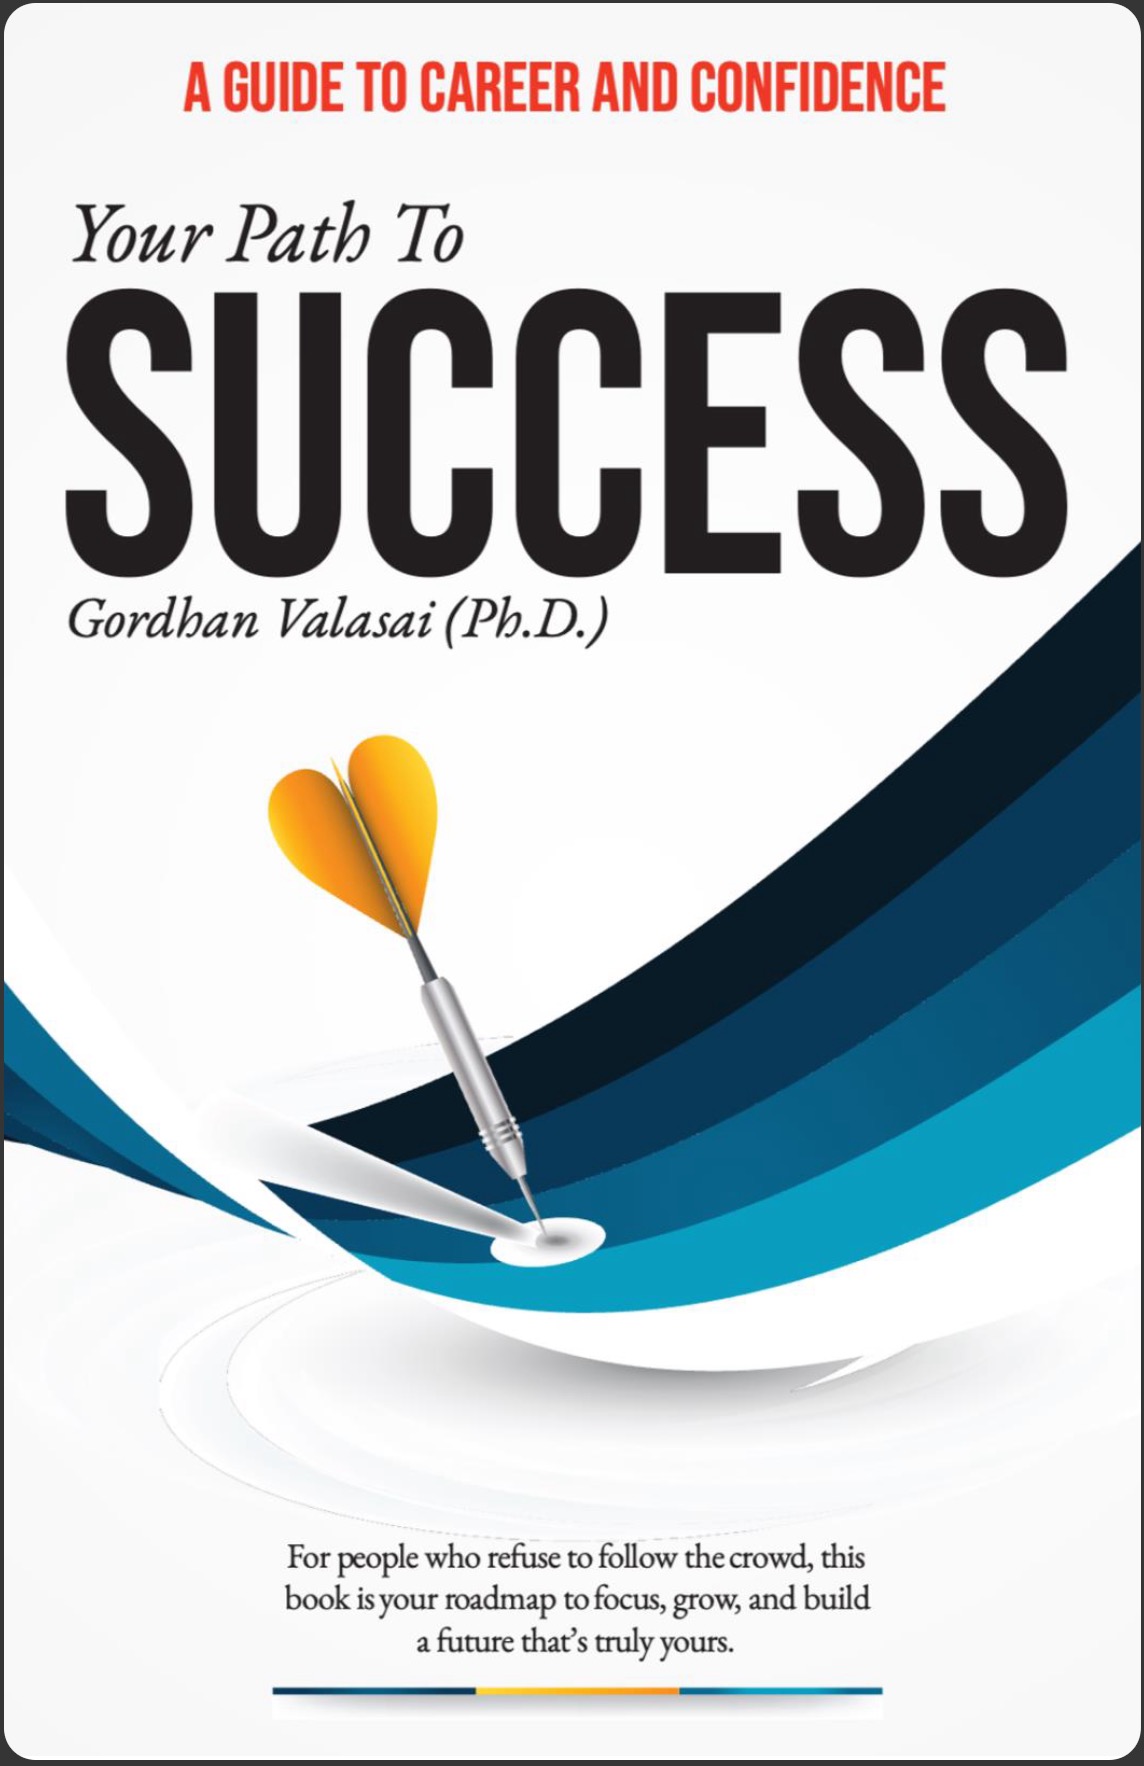 A GUIDE TO CAREER AND CONFIDENCE
Your Path To
SUCCESS
Gordhan Valasai (Ph.D.)
For people who refuse to follow the crowd, this
book is your roadmap to focus, grow, and build
a future that's truly yours.